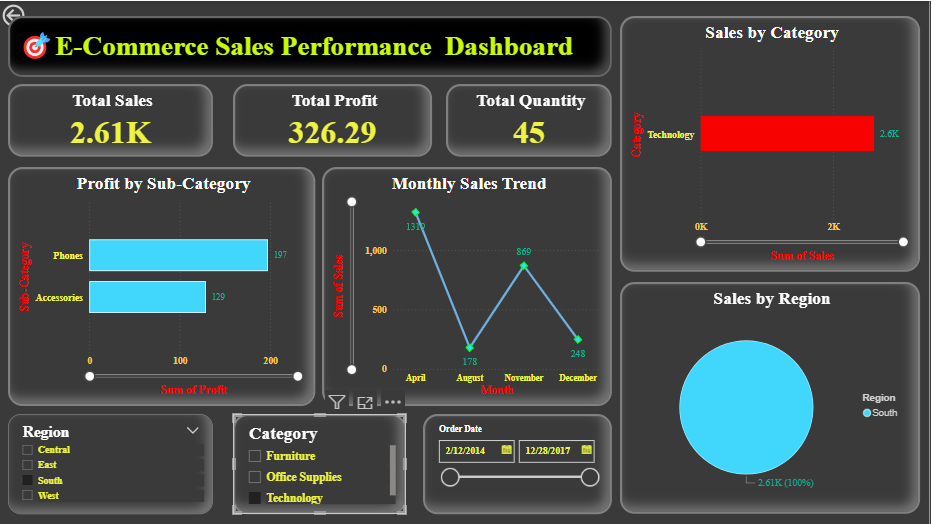 🎯 E-Commerce Sales Performance Dashboard
Total Sales
2.61K
Total Profit
326.29
Total Quantity
45
Sales by Category
Category
Technology
2.6K
0K
2K
Sum of Sales
Profit by Sub-Category
Sub-Category
Phones
197
Accessories
129
0
100
200
Sum of Profit
Monthly Sales Trend
Sum of Sales
1,000
500
0
1319
178
869
248
April
August
November
December
Month
Sales by Region
Region
South
2.61K (100%)
Region
Central
East
South
West
Category
Furniture
Office Supplies
Technology
Order Date
2/12/2014
12/28/2017